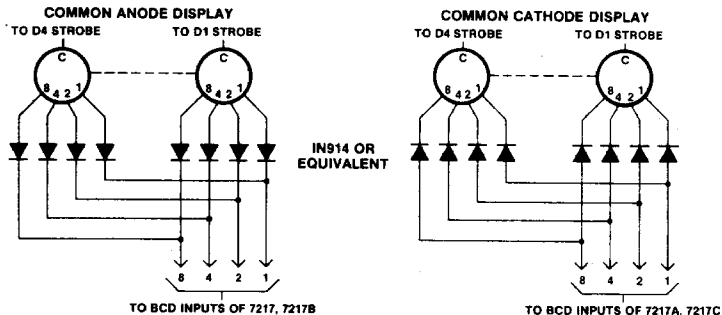 COMMON ANODE DISPLAY
TO D4 STROBE TO D1 STROBE
C C
8 4 2 1 8 4 2 1
8 4 2 1
TO BCD INPUTS OF 7217, 7217B
IN914 OR
EQUIVALENT
COMMON CATHODE DISPLAY
TO D4 STROBE TO D1 STROBE
C C
8 4 2 1 8 4 2 1
8 4 2 1
TO BCD INPUTS OF 7217A, 7217C